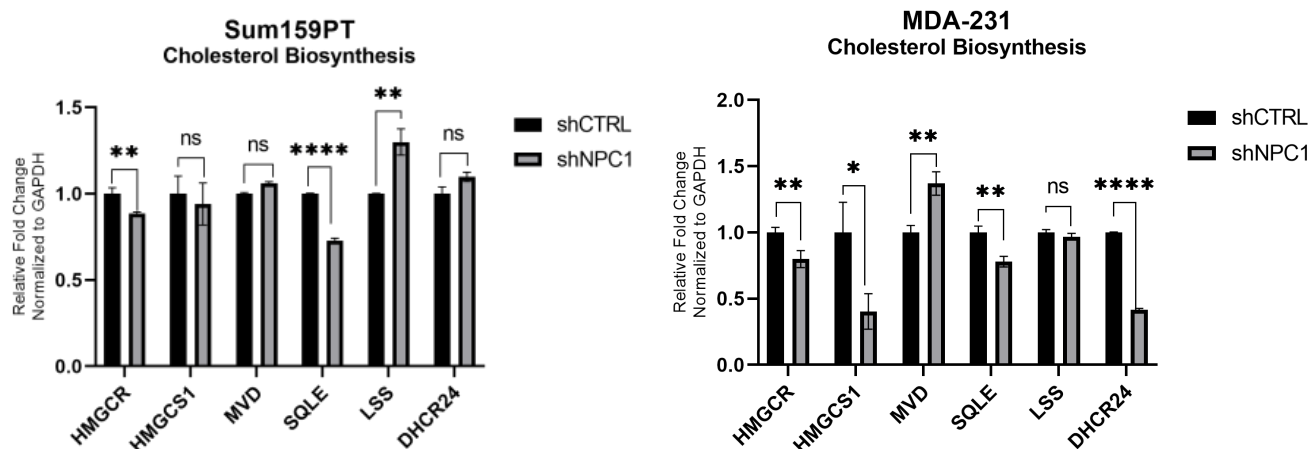 Sum159PT
Cholesterol Biosynthesis
Relative Fold Change
Normalized to GAPDH
1.5
1.0
0.5
0.0
**
ns
ns
****
**
ns
HMGCR
HMGCS1
MVD
SQLE
LSS
DHCR24
shCTRL
shNPC1
MDA-231
Cholesterol Biosynthesis
Relative Fold Change
Normalized to GAPDH
2.0
1.5
1.0
0.5
0.0
**
*
**
**
ns
****
HMGCR
HMGCS1
MVD
SQLE
LSS
DHCR24
shCTRL
shNPC1